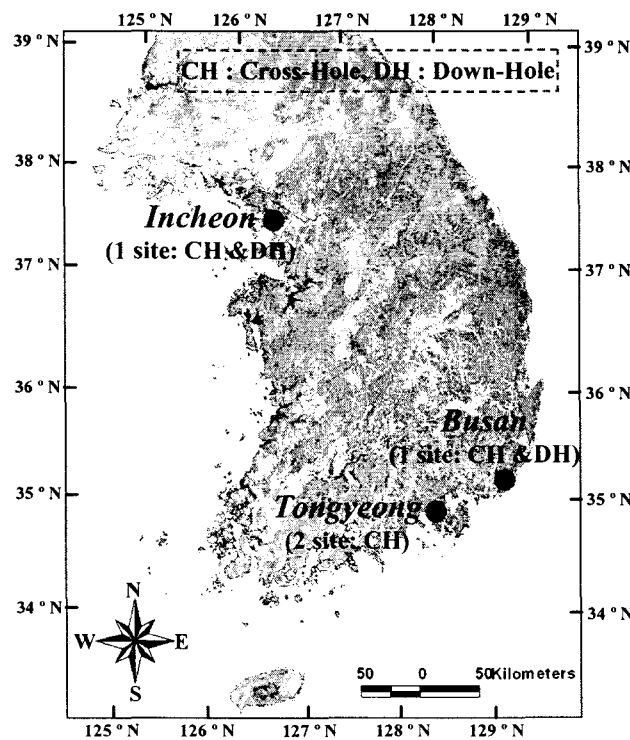 125 ° N 126 ° N 127 ° N 128 ° N 129 ° N
39 ° N 39 ° N
CH : Cross-Hole, DH : Down-Hole
38 ° N 38 ° N
Incheon
(1 site: CH &DH)
37 ° N 37 ° N
36 ° N 36 ° N
Busan
(1 site: CH &DH)
35 ° N 35 ° N
Tongyeong
(2 site: CH)
34 ° N 34 ° N
N
W E
S
50 0 50Kilometers
125 ° N 126 ° N 127 ° N 128 ° N 129 ° N